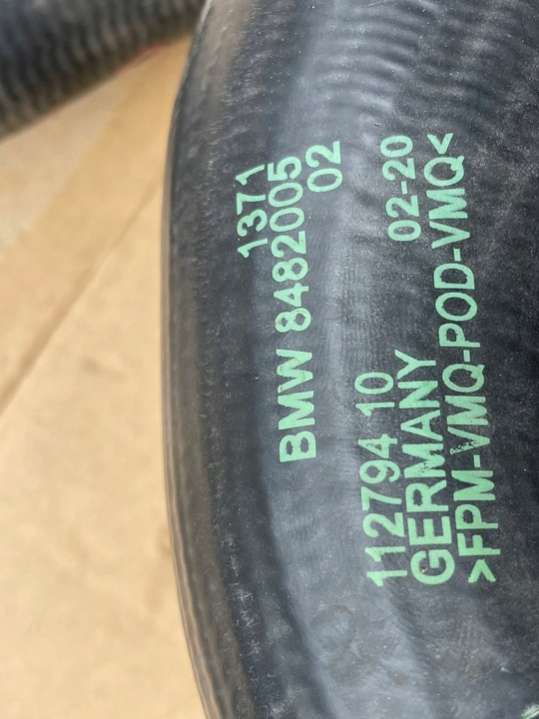 1371
BMW 8482005
02
112794 10 02-20
GERMANY
>FPM-VMQ-POD-VMQ<